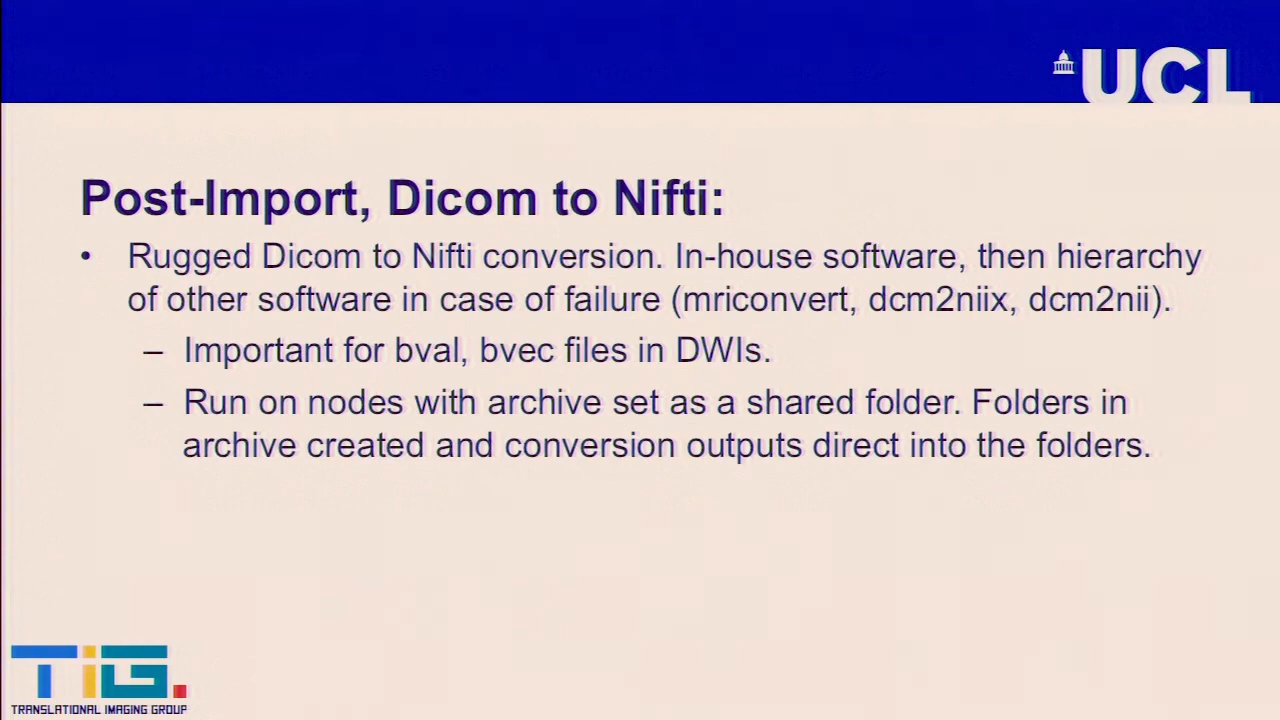 UCL
Post-Import, Dicom to Nifti:
• Rugged Dicom to Nifti conversion. In-house software, then hierarchy
of other software in case of failure (mriconvert, dcm2niix, dcm2nii).
– Important for bval, bvec files in DWIs.
– Run on nodes with archive set as a shared folder. Folders in
archive created and conversion outputs direct into the folders.
TiG.
TRANSLATIONAL IMAGING GROUP